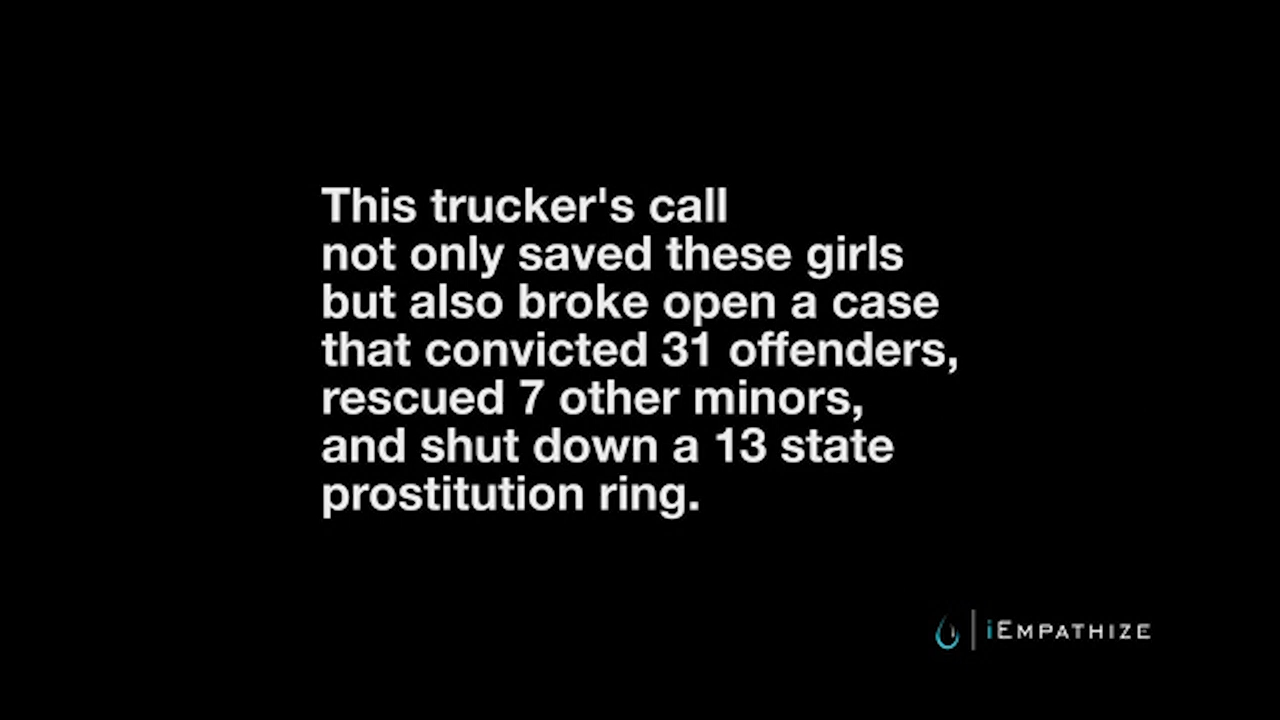 This trucker's call
not only saved these girls
but also broke open a case
that convicted 31 offenders,
rescued 7 other minors,
and shut down a 13 state
prostitution ring.
iEMPATHIZE